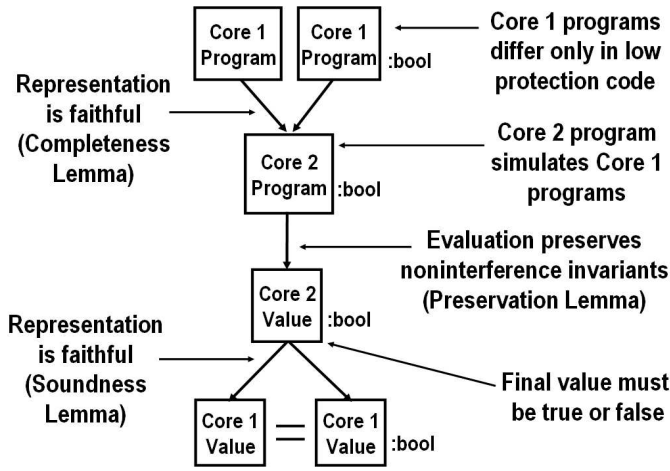 Core 1
Program
Core 1
Program
:bool
Core 1 programs
differ only in low
protection code
Representation
is faithful
(Completeness
Lemma)
Core 2
Program
:bool
Core 2 program
simulates Core 1
programs
Evaluation preserves
noninterference invariants
(Preservation Lemma)
Core 2
Value
:bool
Representation
is faithful
(Soundness
Lemma)
Final value must
be true or false
Core 1
Value
=
Core 1
Value
:bool